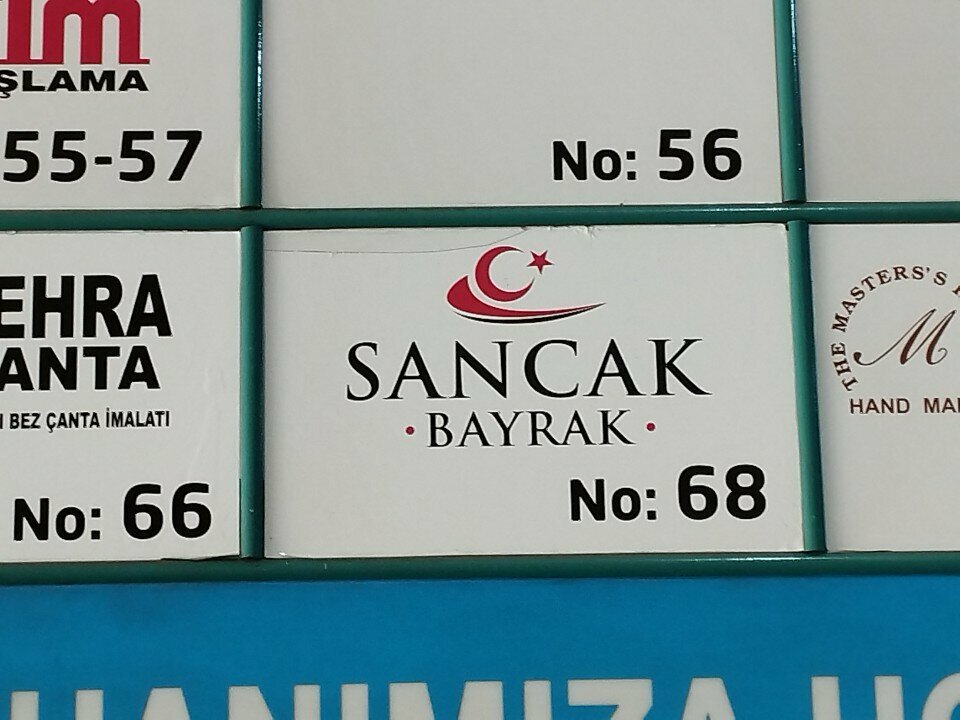 ŞLAMA
55-57
No: 56
EHRA
ANTA
BEZ ÇANTA İMALATI
No: 66
SANCAK
• BAYRAK •
No: 68
THE MASTERS'S
M
HAND
UHANIMIZA